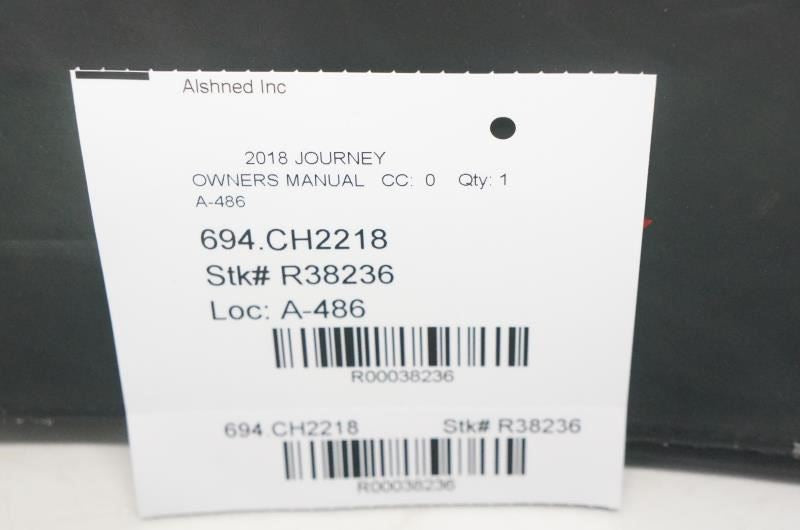 Alshned Inc
2018 JOURNEY
OWNERS MANUAL CC: 0 Qty: 1
A-486
694.CH2218
Stk# R38236
Loc: A-486
R00038236
694.CH2218 Stk# R38236
R00038236